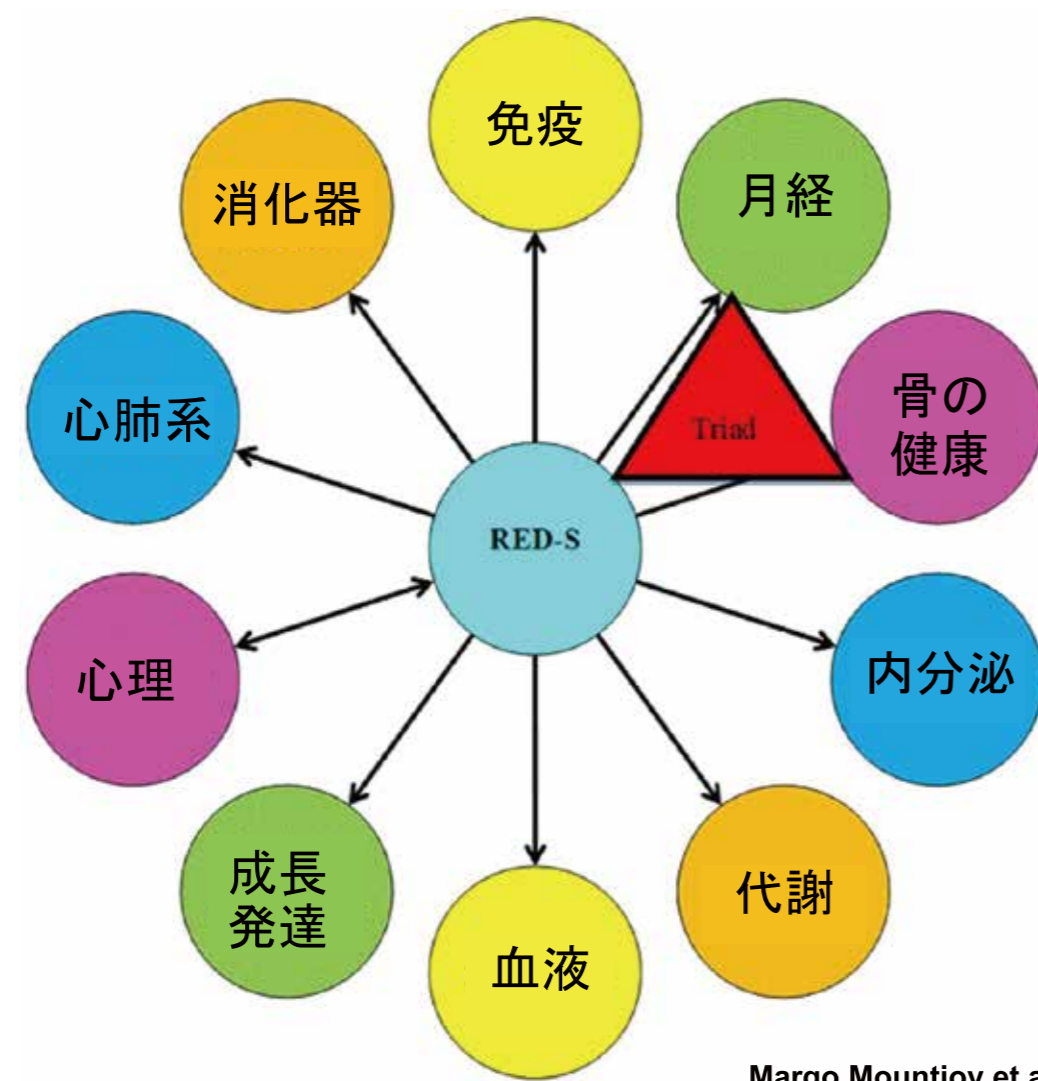 免疫
消化器
月経
心肺系
骨の
健康
Triad
RED-S
心理
内分泌
成長
発達
代謝
血液
Margo Mountjoy et a